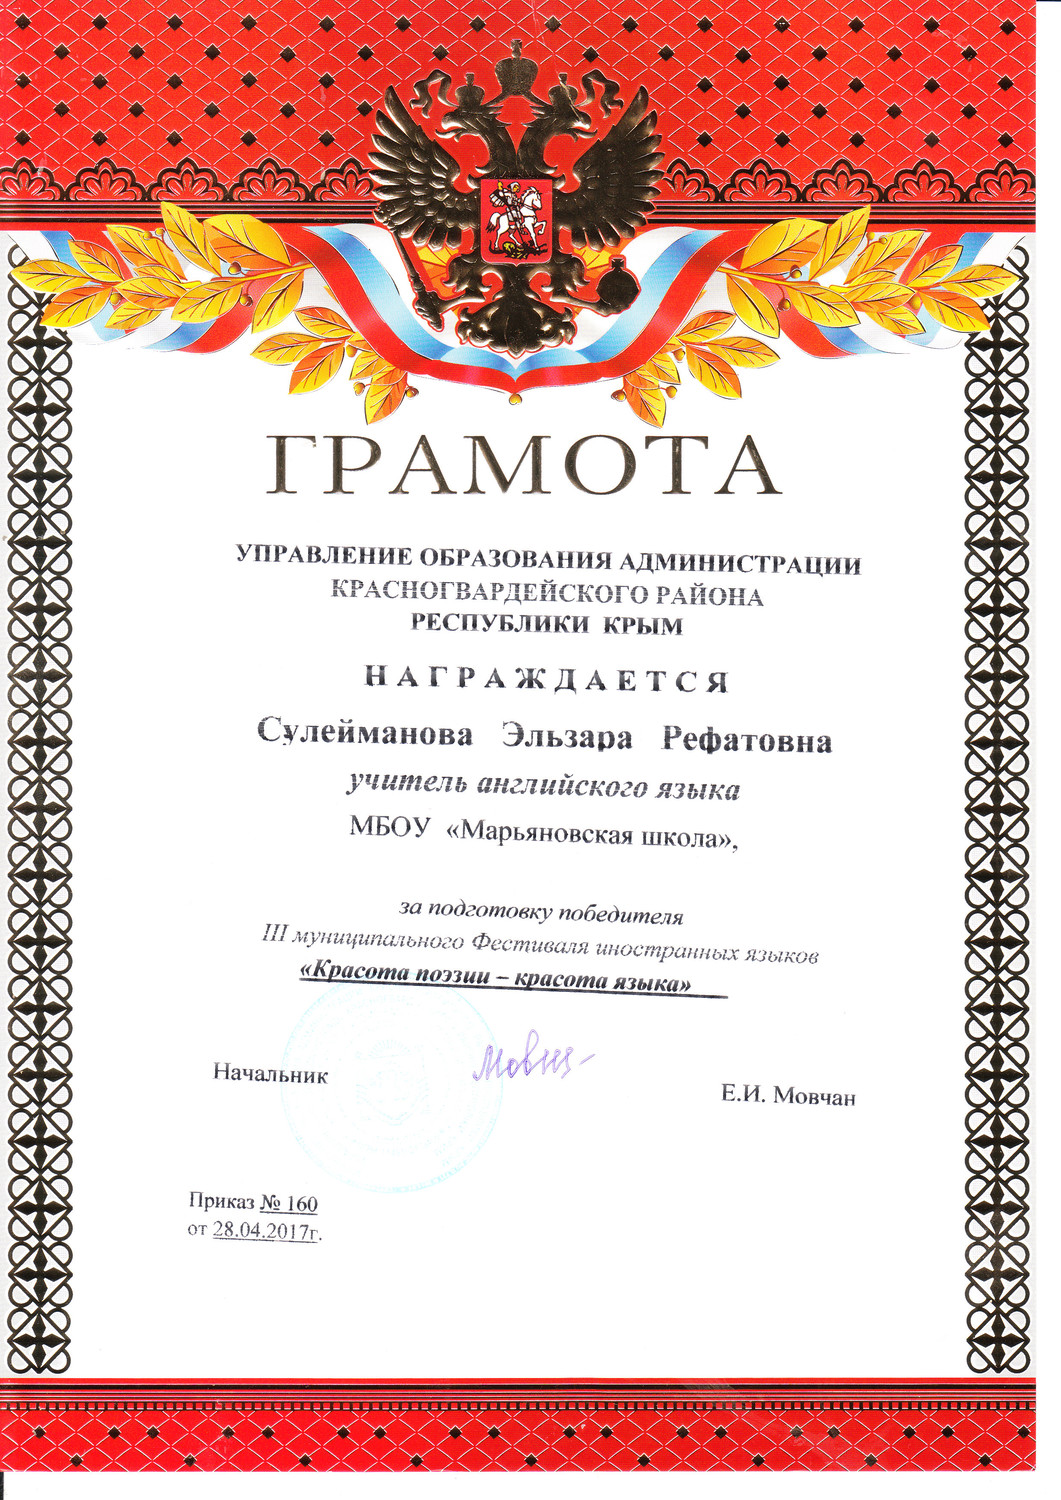 ГРАМОТА
УПРАВЛЕНИЕ ОБРАЗОВАНИЯ АДМИНИСТРАЦИИ
КРАСНОГВАРДЕЙСКОГО РАЙОНА
РЕСПУБЛИКИ КРЫМ
НАГРАЖДАЕТСЯ
Сулейманова Эльзара Рефатовна
учитель английского языка
МБОУ «Марьяновская школа»,
за подготовку победителя
III муниципального Фестиваля иностранных языков
«Красота поэзии – красота языка»
Начальник
Е.И. Мовчан
Приказ № 160
от 28.04.2017г.